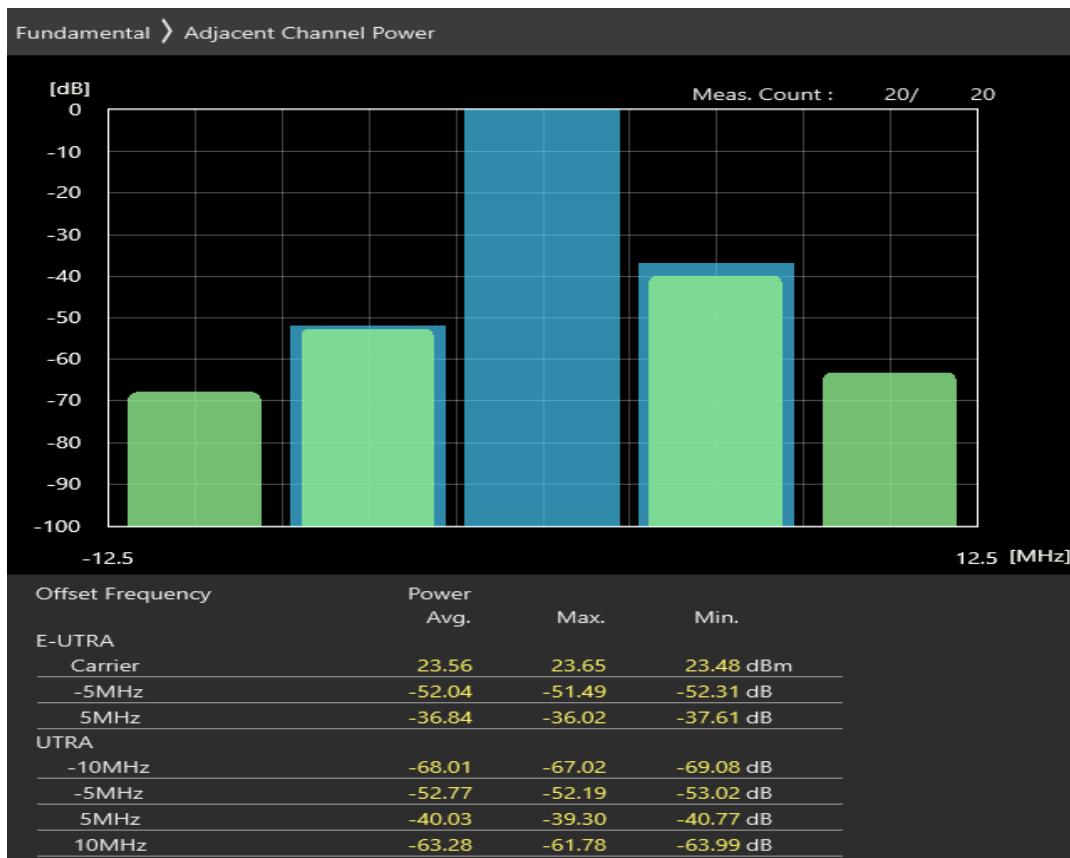 Fundamental 〉 Adjacent Channel Power
[dB]
Meas. Count : 20/ 20
0
-10
-20
-30
-40
-50
-60
-70
-80
-90
-100
-12.5 12.5 [MHz]
Offset Frequency Power
Avg. Max. Min.
E-UTRA
Carrier 23.56 23.65 23.48 dBm
-5MHz -52.04 -51.49 -52.31 dB
5MHz -36.84 -36.02 -37.61 dB
UTRA
-10MHz -68.01 -67.02 -69.08 dB
-5MHz -52.77 -52.19 -53.02 dB
5MHz -40.03 -39.30 -40.77 dB
10MHz -63.28 -61.78 -63.99 dB